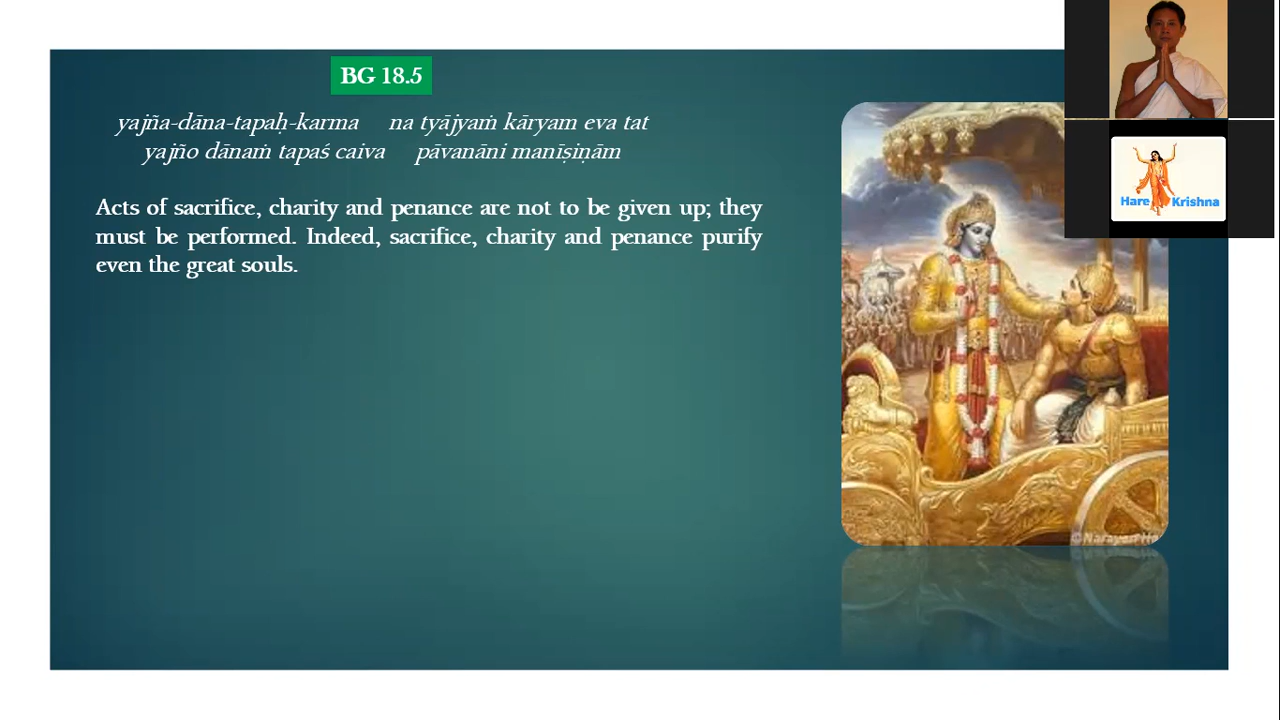 BG 18.5
yajña-dāna-tapaḥ-karma na tyājyaṁ kāryam eva tat
yajño dānaṁ tapaś caiva pāvanāni manīṣiṇām
Acts of sacrifice, charity and penance are not to be given up; they
must be performed. Indeed, sacrifice, charity and penance purify
even the great souls.
Hare Krishna